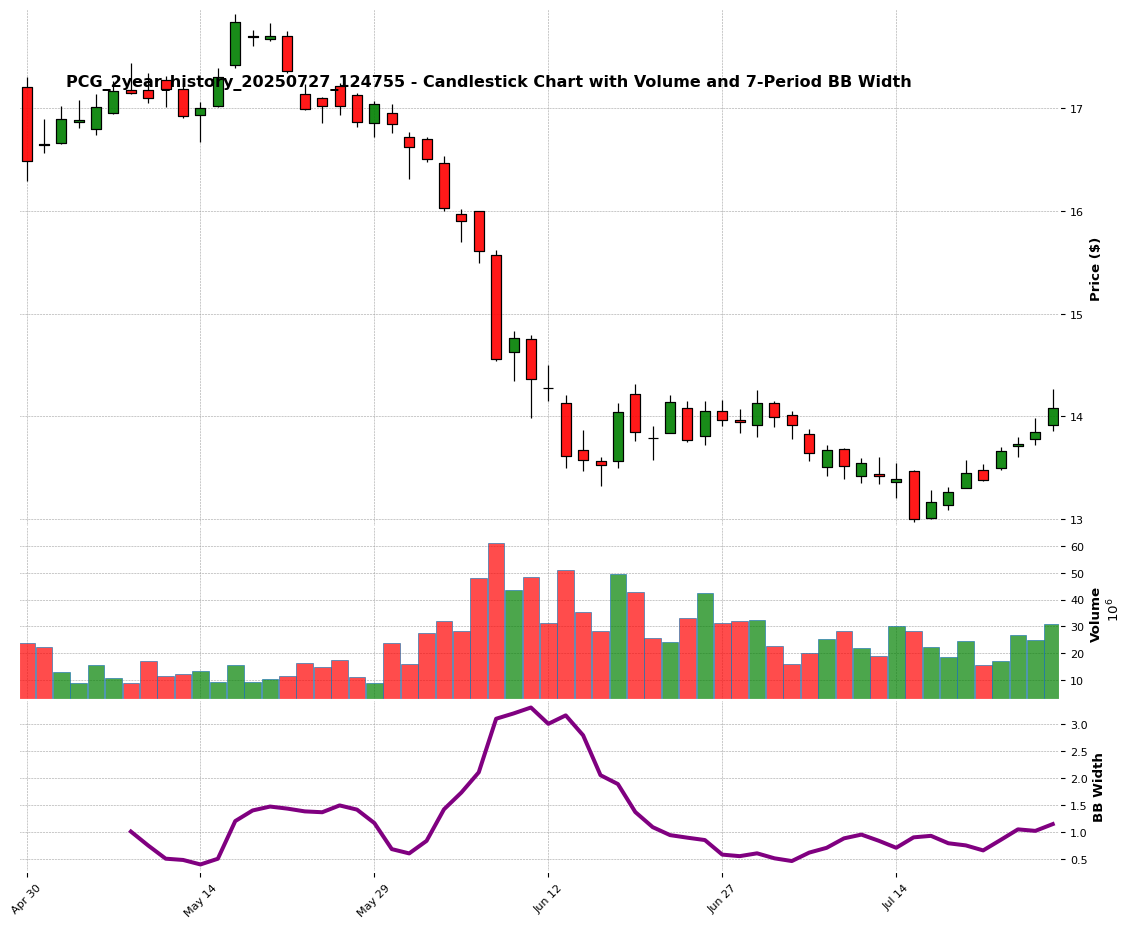 PCG_2year_history_20250727_124755 - Candlestick Chart with Volume and 7-Period BB Width
17
16
15
14
13
Price ($)
60
50
40
30
20
10
Volume
10^6
3.0
2.5
2.0
1.5
1.0
0.5
BB Width
Apr 30
May 14
May 29
Jun 12
Jun 27
Jul 14